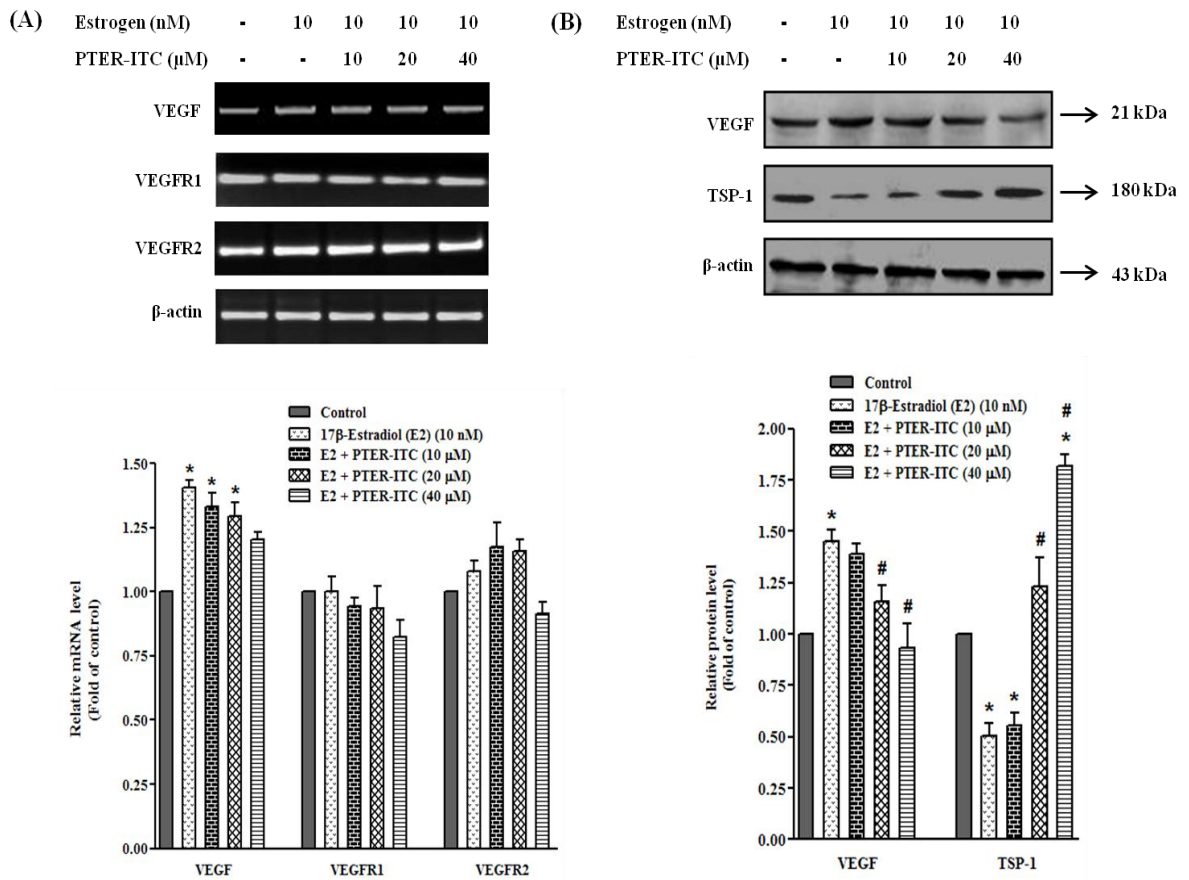 (A)
Estrogen (nM) - 10 10 10 10
PTER-ITC (µM) - - 10 20 40
VEGF
VEGFR1
VEGFR2
β-actin
Control
17β-Estradiol (E2) (10 nM)
E2 + PTER-ITC (10 µM)
E2 + PTER-ITC (20 µM)
E2 + PTER-ITC (40 µM)
Relative mRNA level
(Fold of control)
1.50
1.25
1.00
0.75
0.50
0.25
0.00
* * *
VEGF VEGFR1 VEGFR2
(B)
Estrogen (nM) - 10 10 10 10
PTER-ITC (µM) - - 10 20 40
VEGF 21 kDa
TSP-1 180 kDa
β-actin 43 kDa
Control
17β-Estradiol (E2) (10 nM)
E2 + PTER-ITC (10 µM)
E2 + PTER-ITC (20 µM)
E2 + PTER-ITC (40 µM)
Relative protein level
(Fold of control)
2.00
1.75
1.50
1.25
1.00
0.75
0.50
0.25
0.00
* # #
* * # #
*
VEGF TSP-1